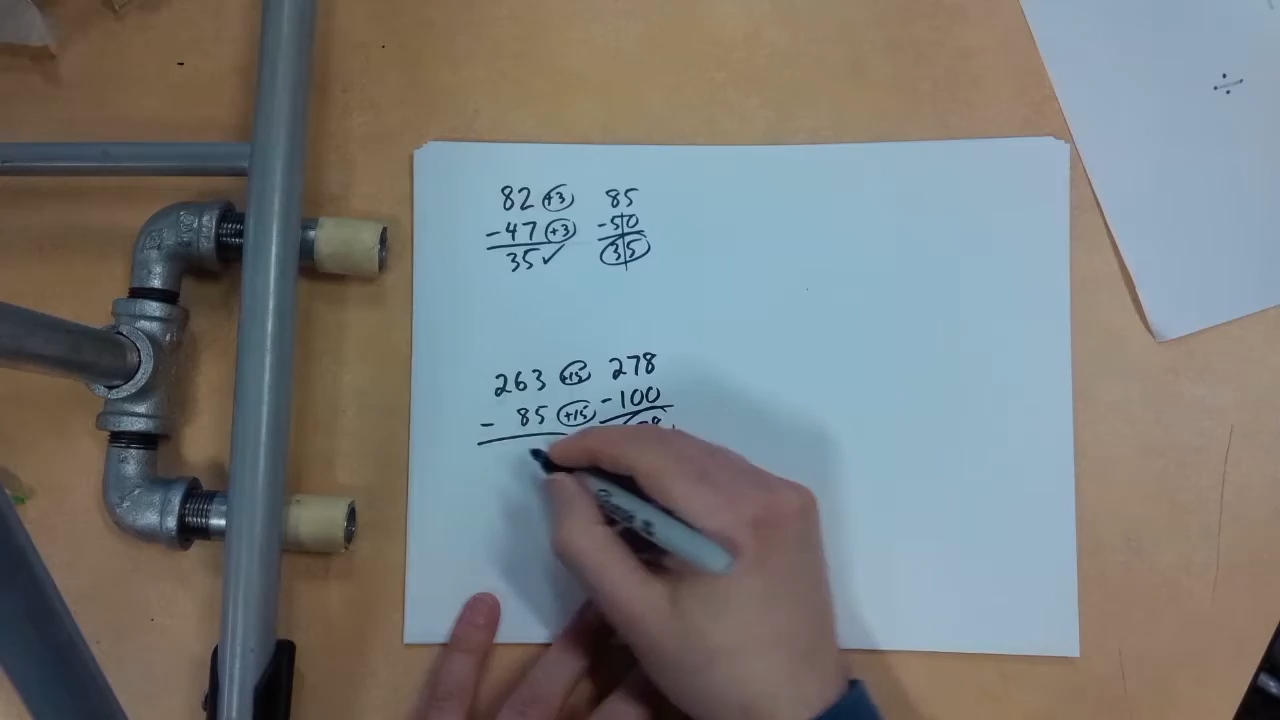 82 +3 85
-47 +3 -50
35 ✓ 35
263 +15 278
- 85 +15 -100
÷